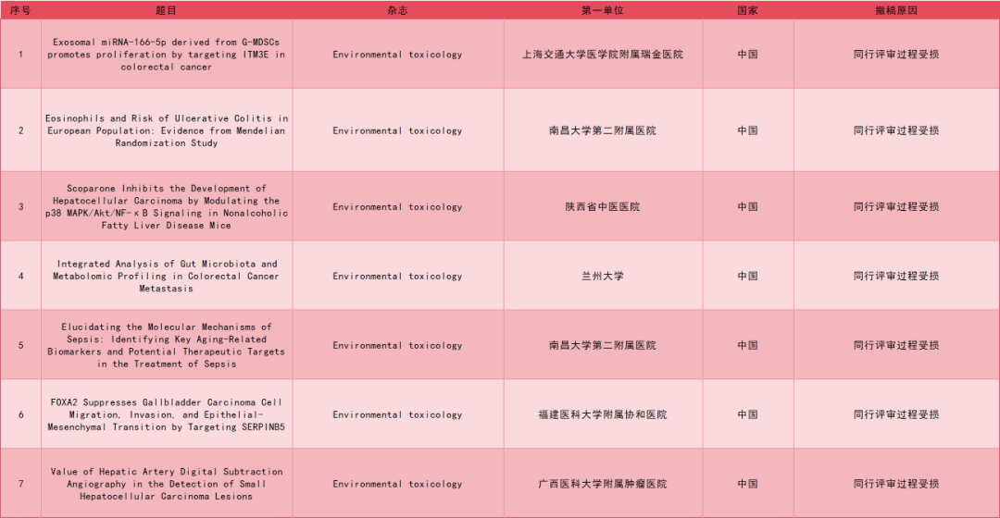 序号 题目 杂志 第一单位 国家 撤稿原因
1
Exosomal miRNA-166-5p derived from G-MDSCs
promotes proliferation by targeting ITM3E in
colorectal cancer
Environmental toxicology
上海交通大学医学院附属瑞金医院
中国
同行评审过程受损
2
Eosinophils and Risk of Ulcerative Colitis in
European Population: Evidence from Mendelian
Randomization Study
Environmental toxicology
南昌大学第二附属医院
中国
同行评审过程受损
3
Scoparone Inhibits the Development of
Hepatocellular Carcinoma by Modulating the
p38 MAPK/Akt/NF-κB Signaling in Nonalcoholic
Fatty Liver Disease Mice
Environmental toxicology
陕西省中医医院
中国
同行评审过程受损
4
Integrated Analysis of Gut Microbiota and
Metabolomic Profiling in Colorectal Cancer
Metastasis
Environmental toxicology
兰州大学
中国
同行评审过程受损
5
Elucidating the Molecular Mechanisms of
Sepsis: Identifying Key Aging-Related
Biomarkers and Potential Therapeutic Targets
in the Treatment of Sepsis
Environmental toxicology
南昌大学第二附属医院
中国
同行评审过程受损
6
FOXA2 Suppresses Gallbladder Carcinoma Cell
Migration, Invasion, and Epithelial-
Mesenchymal Transition by Targeting SERPINB5
Environmental toxicology
福建医科大学附属协和医院
中国
同行评审过程受损
7
Value of Hepatic Artery Digital Subtraction
Angiography in the Detection of Small
Hepatocellular Carcinoma Lesions
Environmental toxicology
广西医科大学附属肿瘤医院
中国
同行评审过程受损